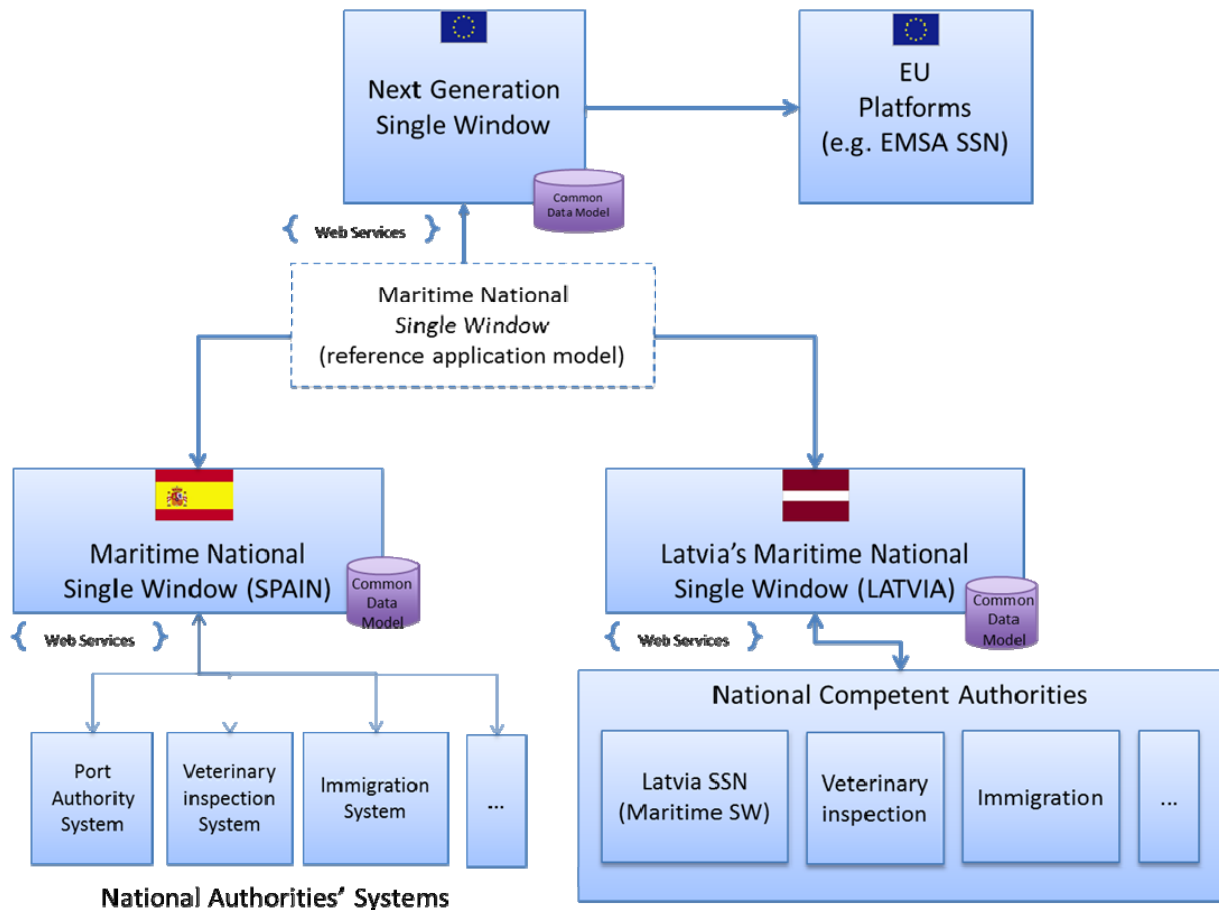 Next Generation
Single Window
Common
Data Model
EU
Platforms
(e.g. EMSA SSN)
{ Web Services }
Maritime National
Single Window
(reference application model)
Maritime National
Single Window (SPAIN)
Common
Data
Model
{ Web Services }
Latvia's Maritime National
Single Window (LATVIA)
Common
Data
Model
{ Web Services }
Port
Authority
System
Veterinary
inspection
System
Immigration
System
...
National Authorities' Systems
National Competent Authorities
Latvia SSN
(Maritime SW)
Veterinary
inspection
Immigration
...